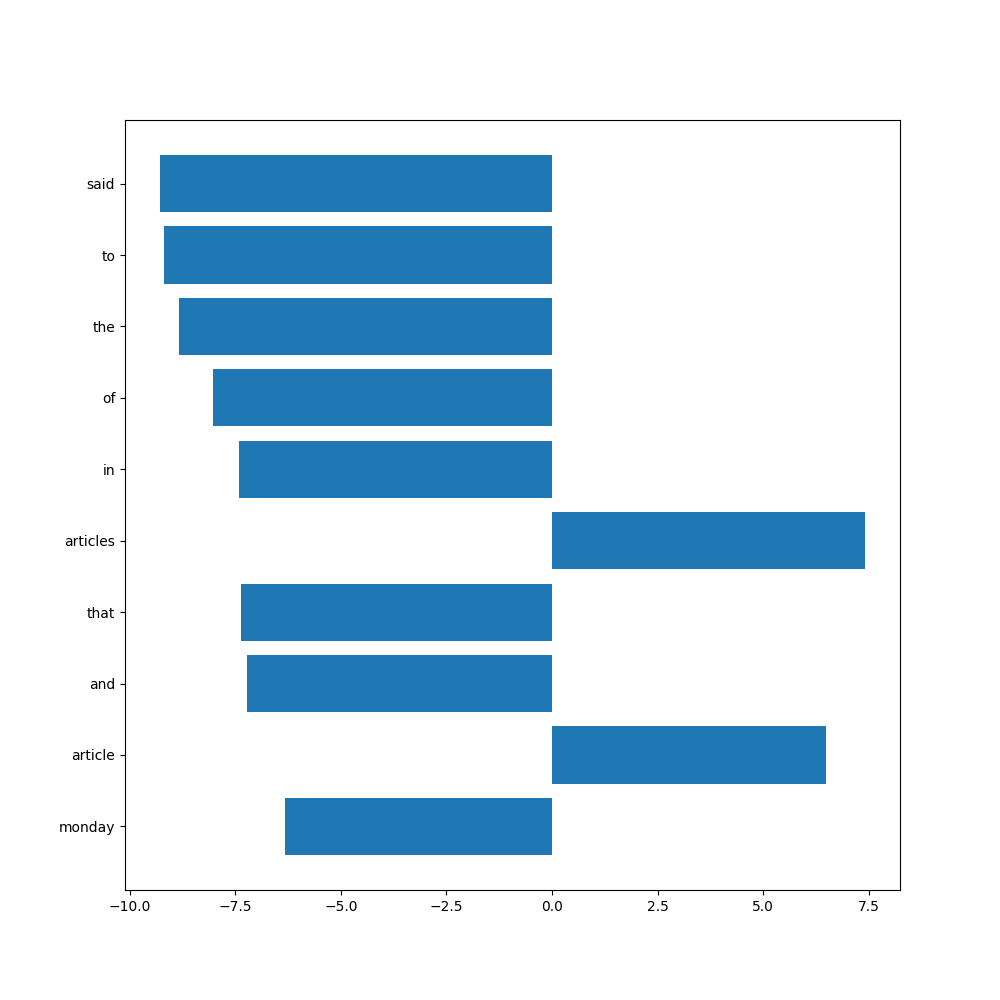 said
to
the
of
in
articles
that
and
article
monday
−10.0 −7.5 −5.0 −2.5 0.0 2.5 5.0 7.5